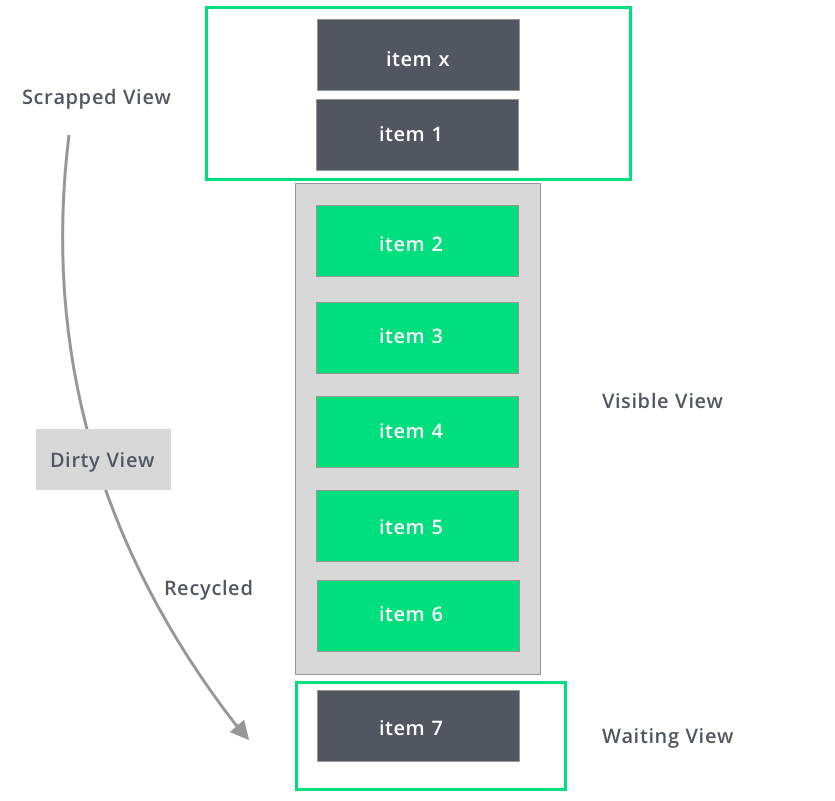 item x
Scrapped View
item 1
item 2
item 3
Visible View
item 4
Dirty View
item 5
Recycled
item 6
item 7
Waiting View